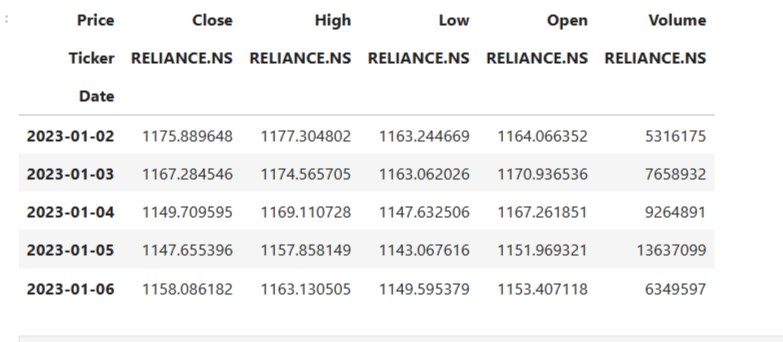 Price Close High Low Open Volume
Ticker RELIANCE.NS RELIANCE.NS RELIANCE.NS RELIANCE.NS RELIANCE.NS
Date
2023-01-02 1175.889648 1177.304802 1163.244669 1164.066352 5316175
2023-01-03 1167.284546 1174.565705 1163.062026 1170.936536 7658932
2023-01-04 1149.709595 1169.110728 1147.632506 1167.261851 9264891
2023-01-05 1147.655396 1157.858149 1143.067616 1151.969321 13637099
2023-01-06 1158.086182 1163.130505 1149.595379 1153.407118 6349597